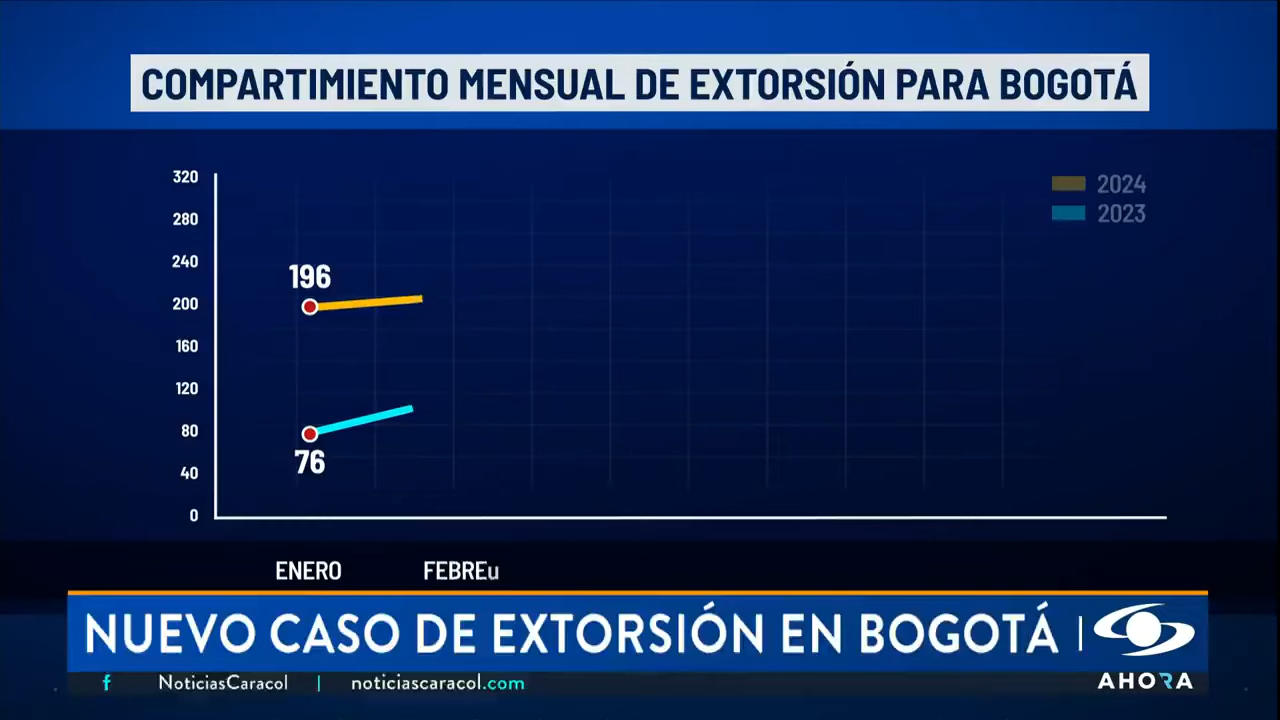 COMPARTIMIENTO MENSUAL DE EXTORSIÓN PARA BOGOTÁ
320
280
240
200
160
120
80
40
0
2024
2023
196
76
ENERO
FEBREu
NUEVO CASO DE EXTORSIÓN EN BOGOTÁ
NoticiasCaracol | noticiascaracol.com
AHORA